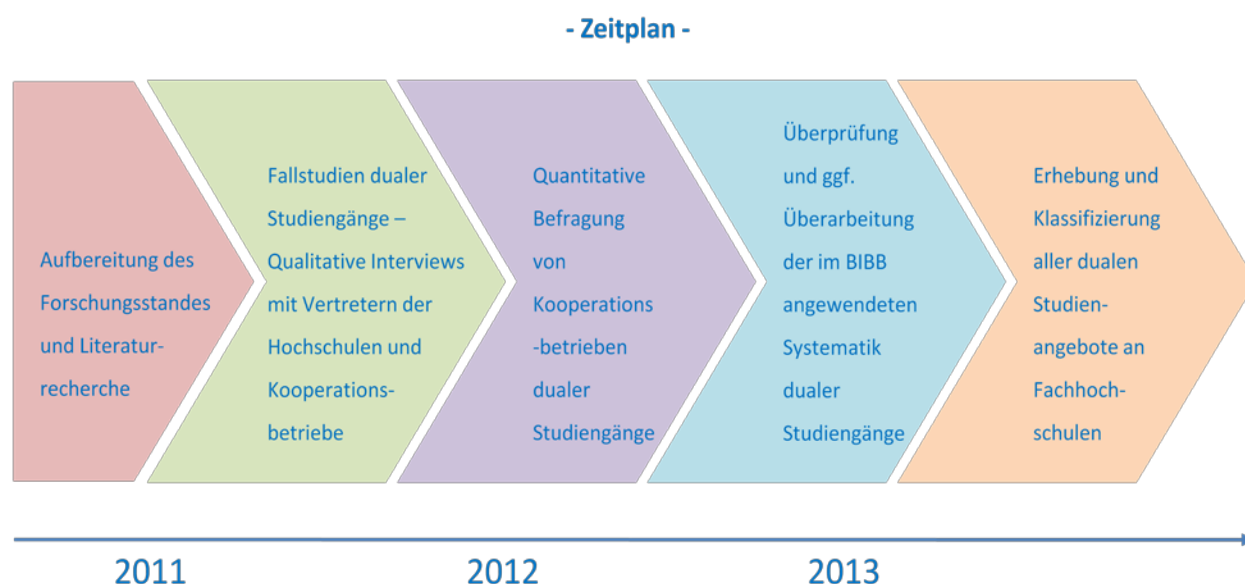 - Zeitplan -
Aufbereitung des
Forschungsstandes
und Literatur-
recherche
Fallstudien dualer
Studiengänge –
Qualitative Interviews
mit Vertretern der
Hochschulen und
Kooperations-
betriebe
Quantitative
Befragung
von
Kooperations
-betrieben
dualer
Studiengänge
Überprüfung
und ggf.
Überarbeitung
der im BIBB
angewendeten
Systematik
dualer
Studiengänge
Erhebung und
Klassifizierung
aller dualen
Studien-
angebote an
Fachhoch-
schulen
2011
2012
2013